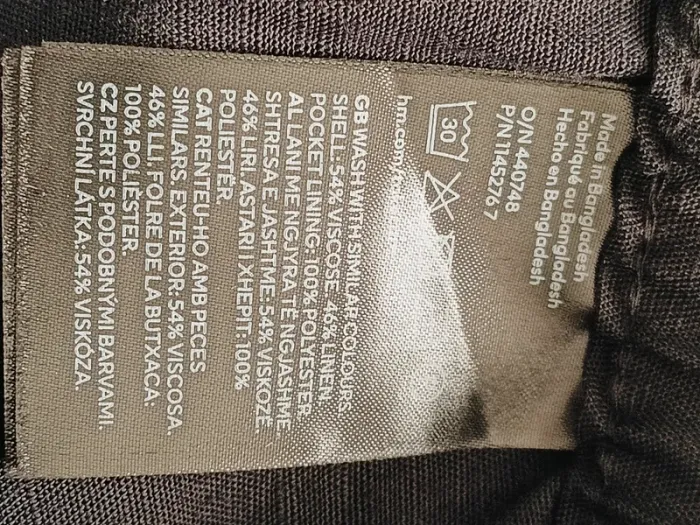 Made in Bangladesh
Fabriqué au Bangladesh
Hecho en Bangladesh
O/N 440748
P/N 1145276 7
30
hm.com
GB WASH WITH SIMILAR COLOURS.
SHELL: 54% VISCOSE. 46% LINEN.
POCKET LINING: 100% POLYESTER.
AL LANI ME NGJYRA TË NGJASHME.
SHTRESA E JASHTME: 54% VISKOZË.
46% LIRI. ASTARI I XHEPIT: 100%
POLIESTËR.
CAT RENTEU-HO AMB PECES
SIMILARS. EXTERIOR: 54% VISCOSA.
46% LLI. FOLRE DE LA BUTXACA:
100% POLIÈSTER.
CZ PERTE S PODOBNÝMI BARVAMI.
SVRCHNÍ LÁTKA: 54% VISKÓZA.